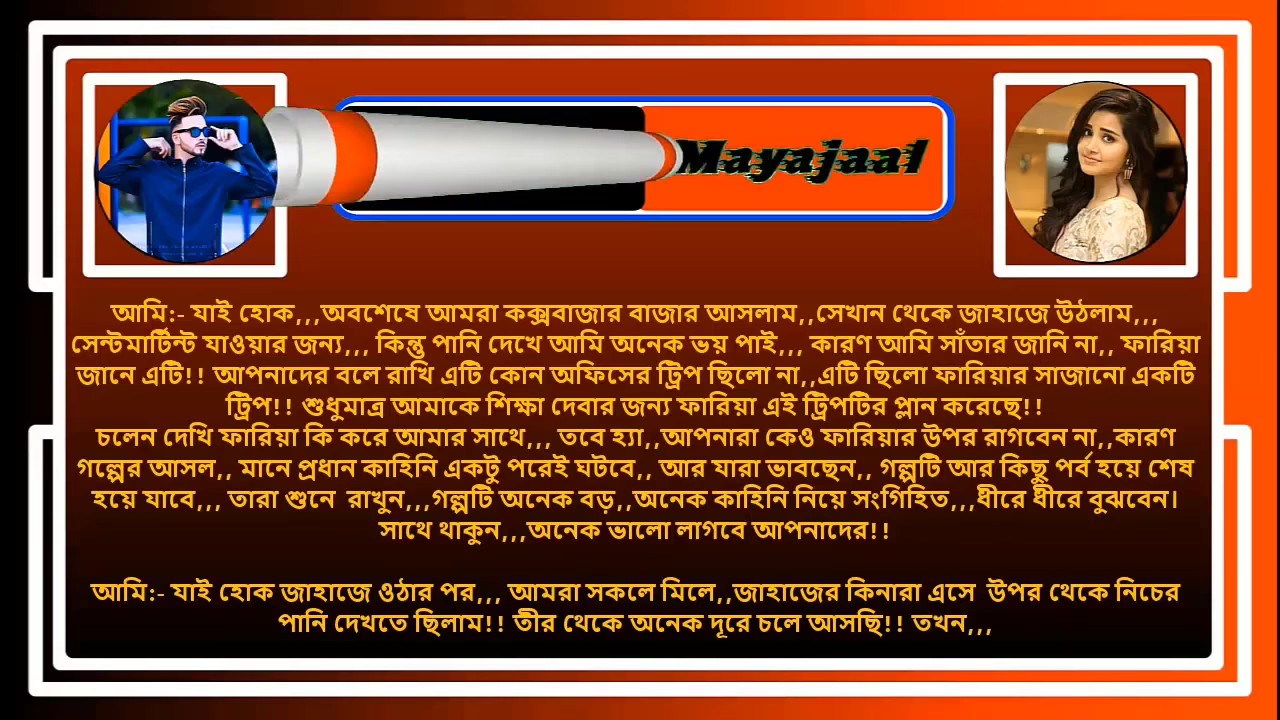 Mayajaal
আমি:- যাই হোক,,,অবশেষে আমরা কক্সবাজার বাজার আসলাম,,সেখান থেকে জাহাজে উঠলাম,,,
সেন্টমার্টিন্ট যাওয়ার জন্য,,, কিন্তু পানি দেখে আমি অনেক ভয় পাই,,, কারণ আমি সাঁতার জানি না,, ফারিয়া
জানে এটি!! আপনাদের বলে রাখি এটি কোন অফিসের ট্রিপ ছিলো না,,এটি ছিলো ফারিয়ার সাজানো একটি
ট্রিপ!! শুধুমাত্র আমাকে শিক্ষা দেবার জন্য ফারিয়া এই ট্রিপটির প্লান করেছে!!
চলেন দেখি ফারিয়া কি করে আমার সাথে,,, তবে হ্যা,,আপনারা কেও ফারিয়ার উপর রাগবেন না,,কারণ
গল্পের আসল,, মানে প্রধান কাহিনি একটু পরেই ঘটবে,, আর যারা ভাবছেন,, গল্পটি আর কিছু পর্ব হয়ে শেষ
হয়ে যাবে,,, তারা শুনে রাখুন,,,গল্পটি অনেক বড়,,অনেক কাহিনি নিয়ে সংগিহিত,,,ধীরে ধীরে বুঝবেন।
সাথে থাকুন,,,অনেক ভালো লাগবে আপনাদের!!
আমি:- যাই হোক জাহাজে ওঠার পর,,, আমরা সকলে মিলে,,জাহাজের কিনারা এসে উপর থেকে নিচের
পানি দেখতে ছিলাম!! তীর থেকে অনেক দূরে চলে আসছি!! তখন,,,